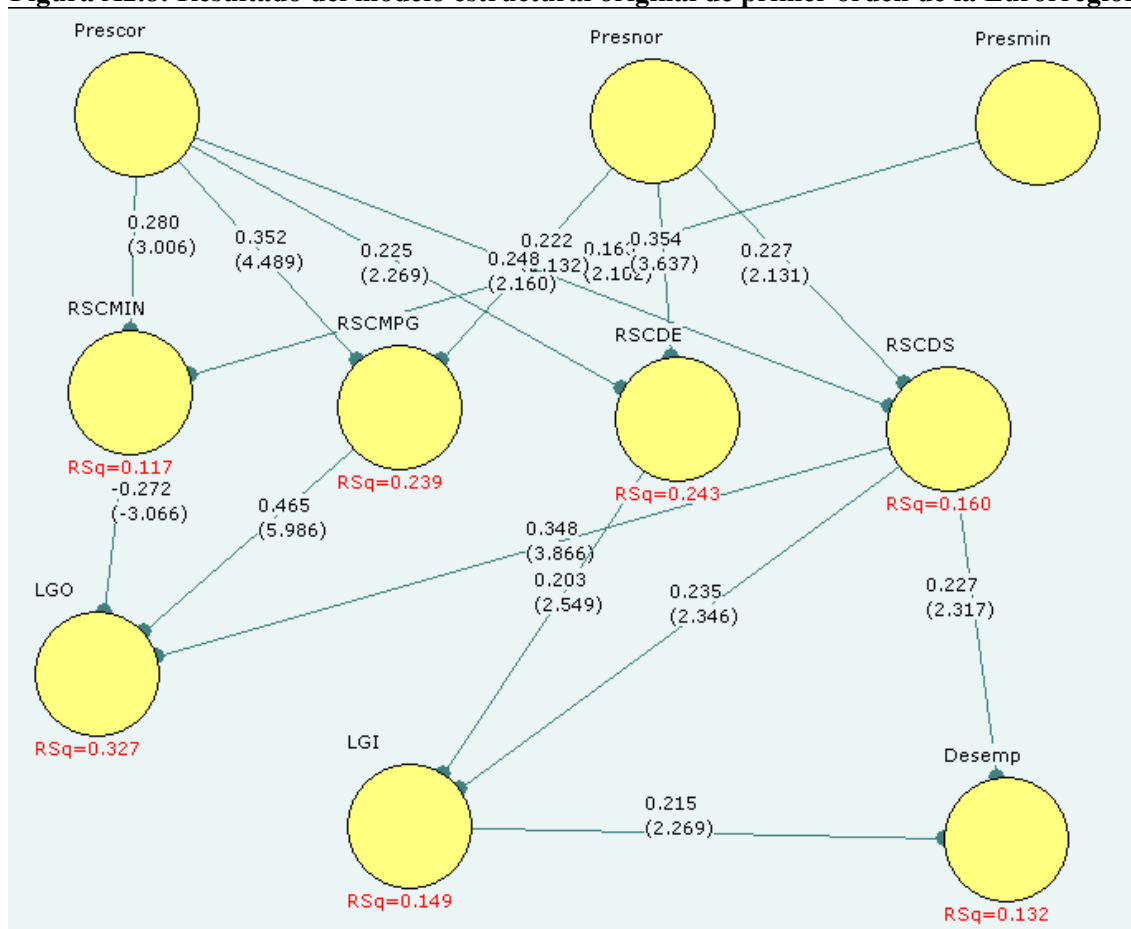 Prescor
Presnor
Presmin
0.280
(3.006)
0.352
(4.489)
0.225
(2.269)
0.248
(2.160)
0.222
0.354
(3.637)
0.227
(2.131)
RSCMIN
RSCMPG
RSCDE
RSCDS
RSq=0.117
RSq=0.239
RSq=0.243
RSq=0.160
-0.272
(-3.066)
0.465
(5.986)
0.348
(3.866)
0.203
(2.549)
0.235
(2.346)
0.227
(2.317)
LGO
RSq=0.327
LGI
Desemp
0.215
(2.269)
RSq=0.149
RSq=0.132